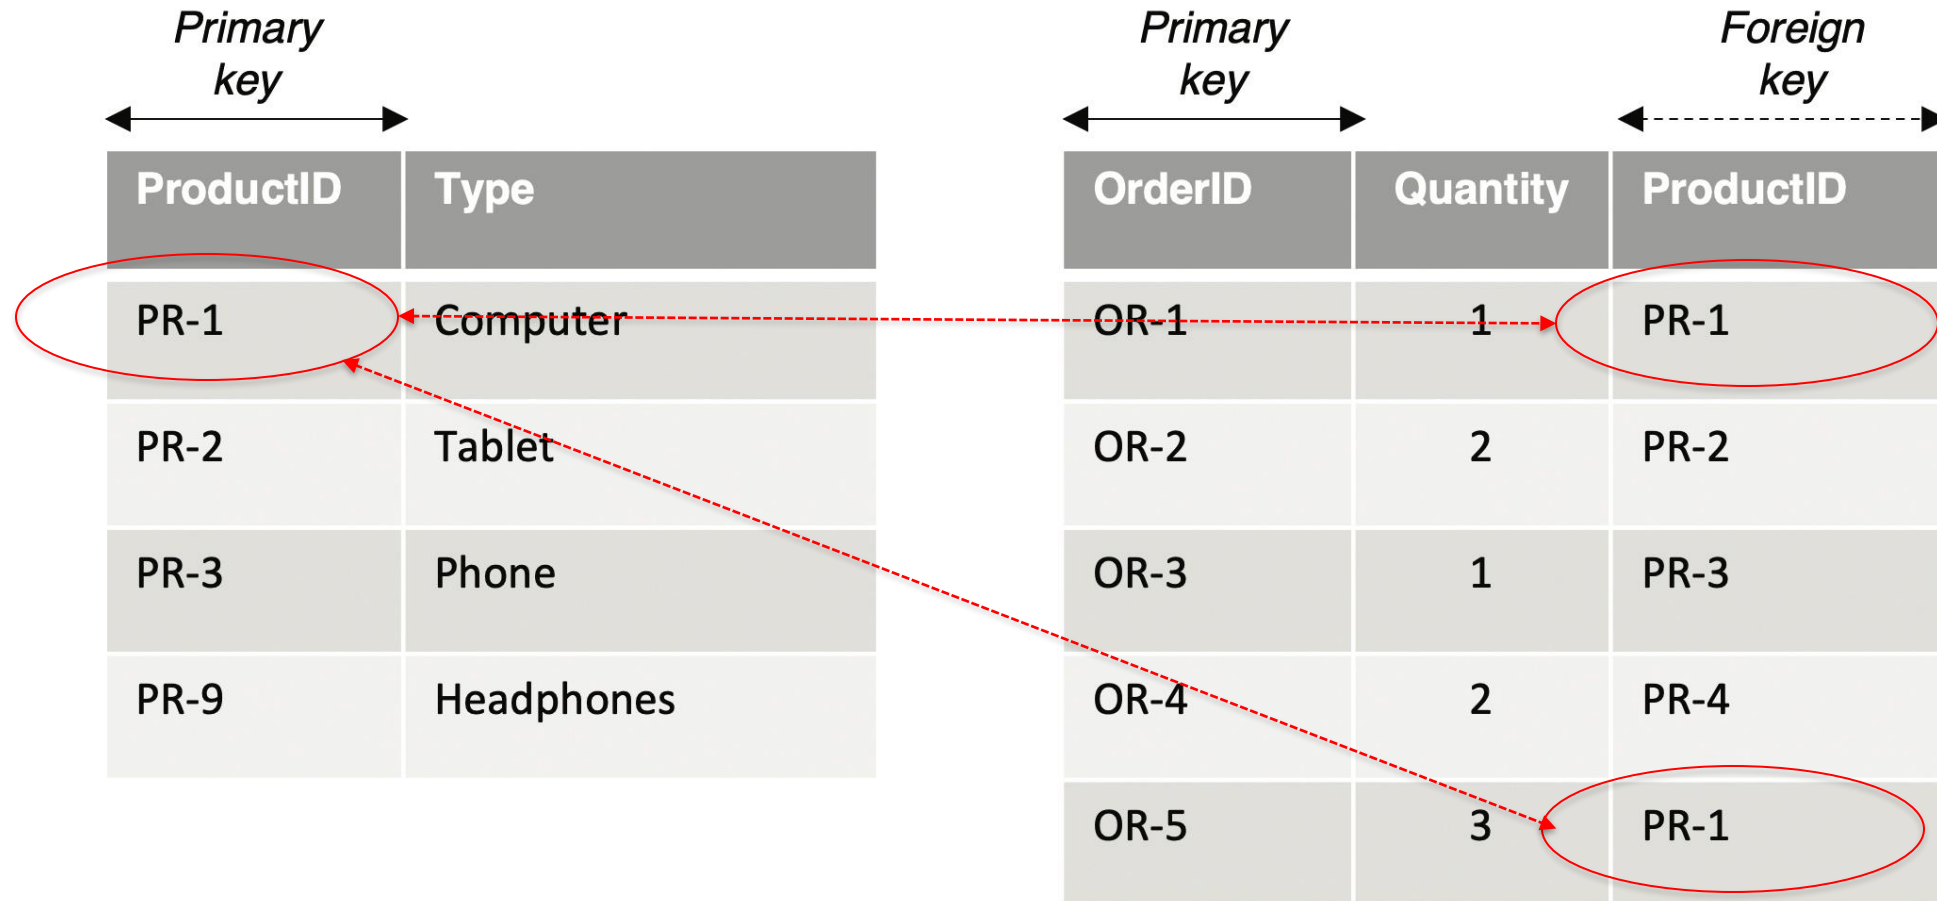 Primary
key
Primary
key
Foreign
key
ProductID Type
PR-1 Computer
PR-2 Tablet
PR-3 Phone
PR-9 Headphones
OrderID Quantity ProductID
OR-1 1 PR-1
OR-2 2 PR-2
OR-3 1 PR-3
OR-4 2 PR-4
OR-5 3 PR-1